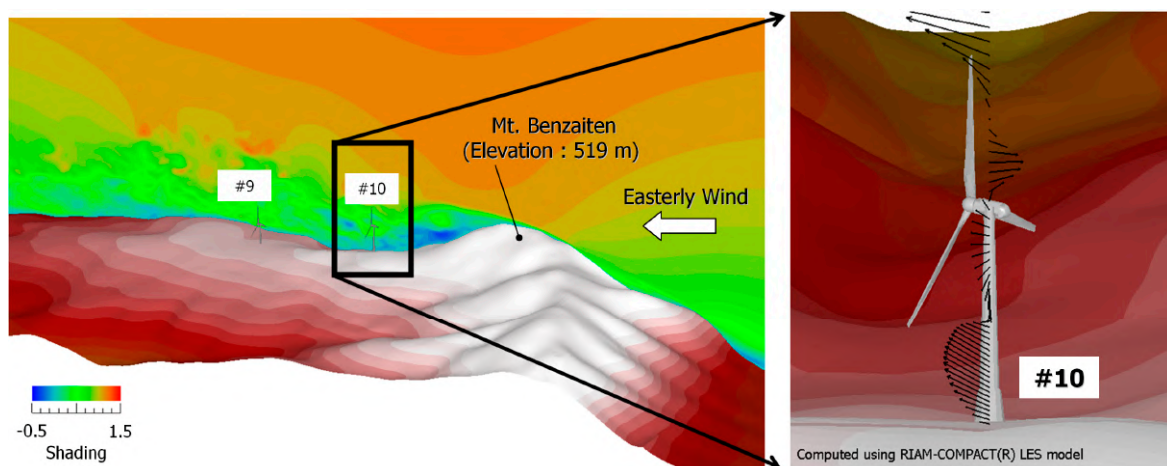 Mt. Benzaiten
(Elevation : 519 m)
#9
#10
Easterly Wind
-0.5 1.5
Shading
#10
Computed using RIAM-COMPACT(R) LES model